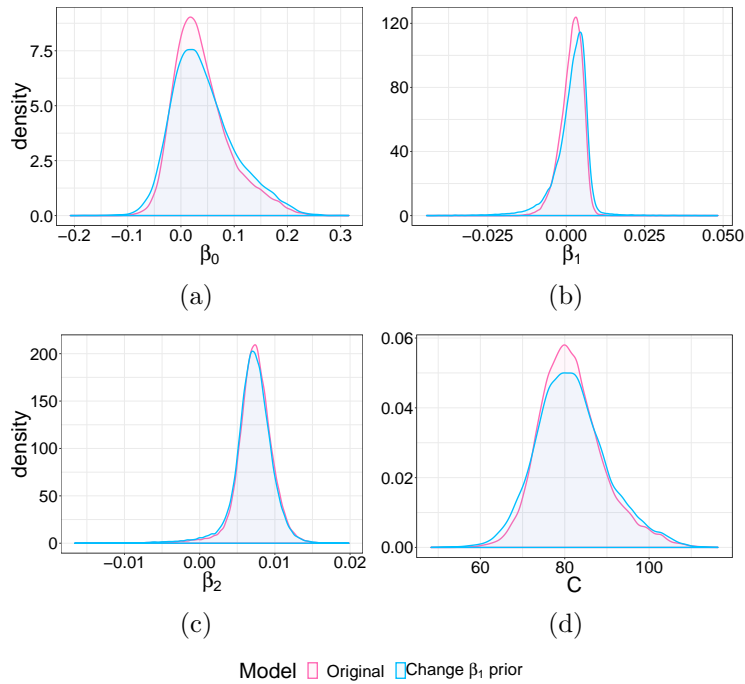 7.5
5.0
2.5
0.0
density
−0.2 −0.1 0.0 0.1 0.2 0.3
β0
(a)
120
80
40
0
−0.025 0.000 0.025 0.050
β1
(b)
200
150
100
50
0
density
−0.01 0.00 0.01 0.02
β2
(c)
0.06
0.04
0.02
0.00
60 80 100
C
(d)
Model Original Change β1 prior